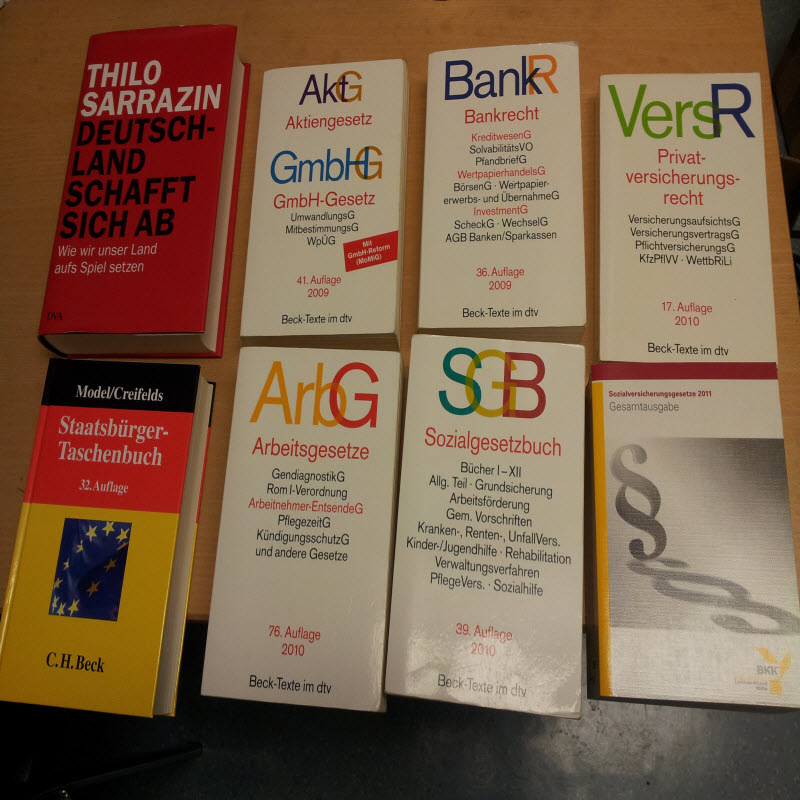 THILO
SARRAZIN
DEUTSCH-
LAND
SCHAFFT
SICH AB
Wie wir unser Land
aufs Spiel setzen
DVA
AktG
Aktiengesetz
GmbHG
GmbH-Gesetz
UmwandlungsG
MitbestimmungsG
WpÜG
Mit
GmbH-Reform
(MoMiG)
41. Auflage
2009
Beck-Texte im dtv
BankR
Bankrecht
KreditwesenG
SolvabilitätsVO
PfandbriefG
WertpapierhandelsG
BörsenG · Wertpapier-
erwerbs- und ÜbernahmeG
InvestmentG
ScheckG · WechselG
AGB Banken/Sparkassen
36. Auflage
2009
Beck-Texte im dtv
VersR
Privat-
versicherungs-
recht
VersicherungsaufsichtsG
VersicherungsvertragsG
PflichtversicherungsG
KfzPflVV · WettbRiLi
17. Auflage
2010
Beck-Texte im dtv
Model/Creifelds
Staatsbürger-
Taschenbuch
32. Auflage
C.H. Beck
ArbG
Arbeitsgesetze
GendiagnostikG
Rom I-Verordnung
Arbeitnehmer-EntsendeG
PflegezeitG
KündigungsschutzG
und andere Gesetze
76. Auflage
2010
Beck-Texte im dtv
SGB
Sozialgesetzbuch
Bücher I – XII
Allg. Teil · Grundsicherung
Arbeitsförderung
Gem. Vorschriften
Kranken-, Renten-, UnfallVers.
Kinder-/Jugendhilfe · Rehabilitation
Verwaltungsverfahren
PflegeVers. · Sozialhilfe
39. Auflage
2010
Beck-Texte im dtv
Sozialversicherungsgesetze 2011
Gesamtausgabe
BKK